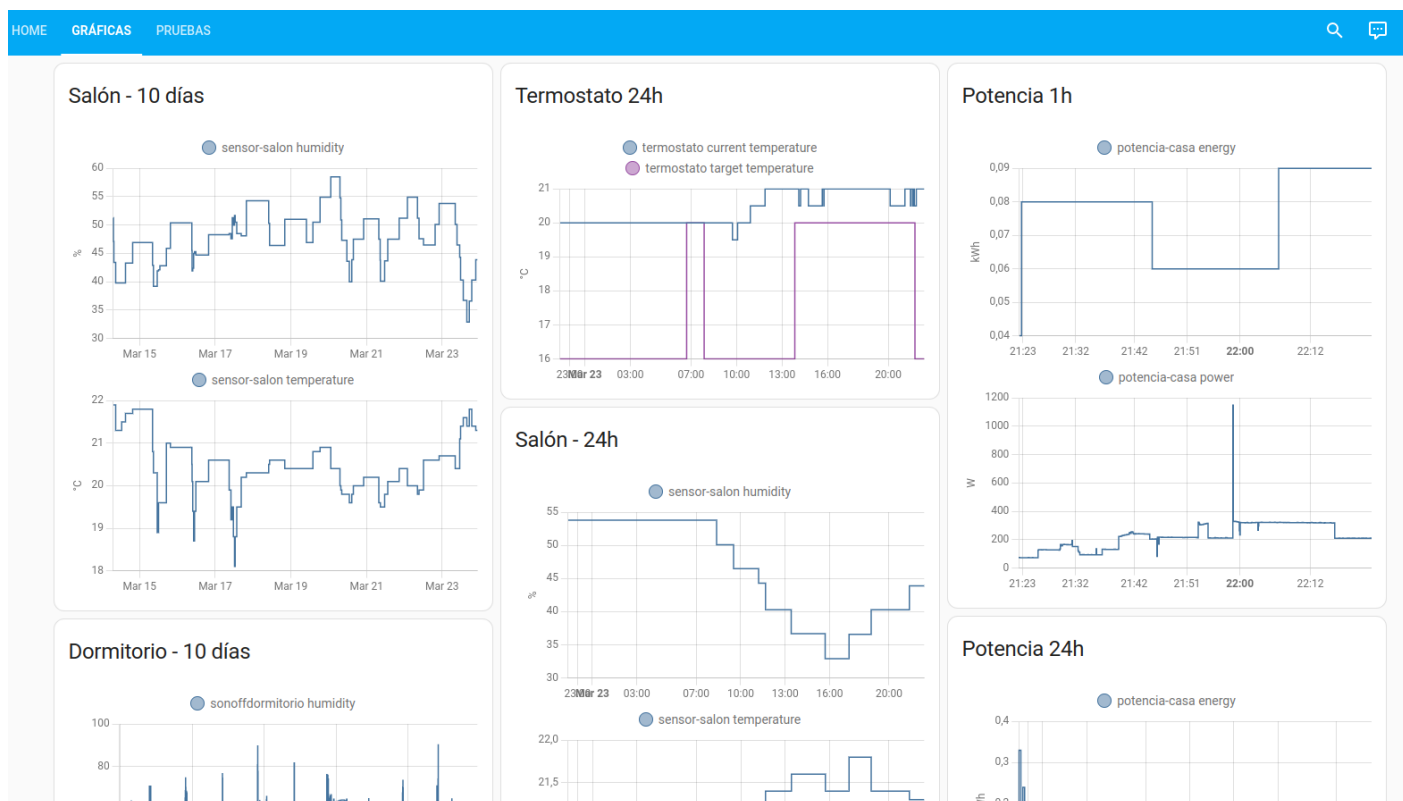 HOME GRÁFICAS PRUEBAS
Salón - 10 días
sensor-salon humidity
60
55
50
45
40
35
30
%
Mar 15 Mar 17 Mar 19 Mar 21 Mar 23
sensor-salon temperature
22
21
20
19
18
°C
Mar 15 Mar 17 Mar 19 Mar 21 Mar 23
Dormitorio - 10 días
sonoffdormitorio humidity
100
80
Termostato 24h
termostato current temperature
termostato target temperature
21
20
19
18
17
16
°C
Mar 23 03:00 07:00 10:00 13:00 16:00 20:00
Salón - 24h
sensor-salon humidity
55
50
45
40
35
30
%
Mar 23 03:00 07:00 10:00 13:00 16:00 20:00
sensor-salon temperature
22,0
21,5
Potencia 1h
potencia-casa energy
0,09
0,08
0,07
0,06
0,05
0,04
kWh
21:23 21:32 21:42 21:51 22:00 22:12
potencia-casa power
1200
1000
800
600
400
200
0
W
21:23 21:32 21:42 21:51 22:00 22:12
Potencia 24h
potencia-casa energy
0,4
0,3